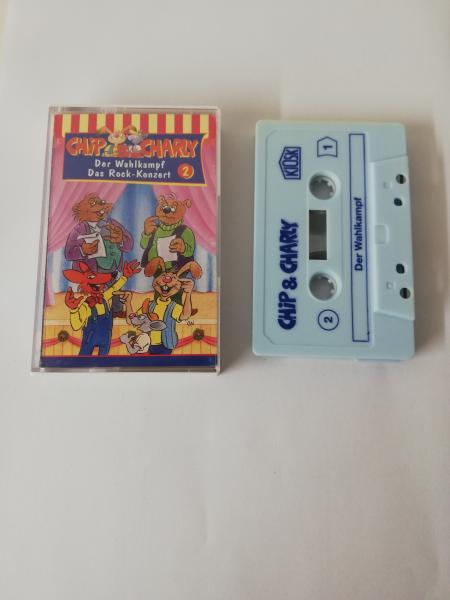 CHiP & CHARLY
Der Wahlkampf
Das Rock-Konzert
2
KIOSK
1
CHiP & CHARLY
Der Wahlkampf
2